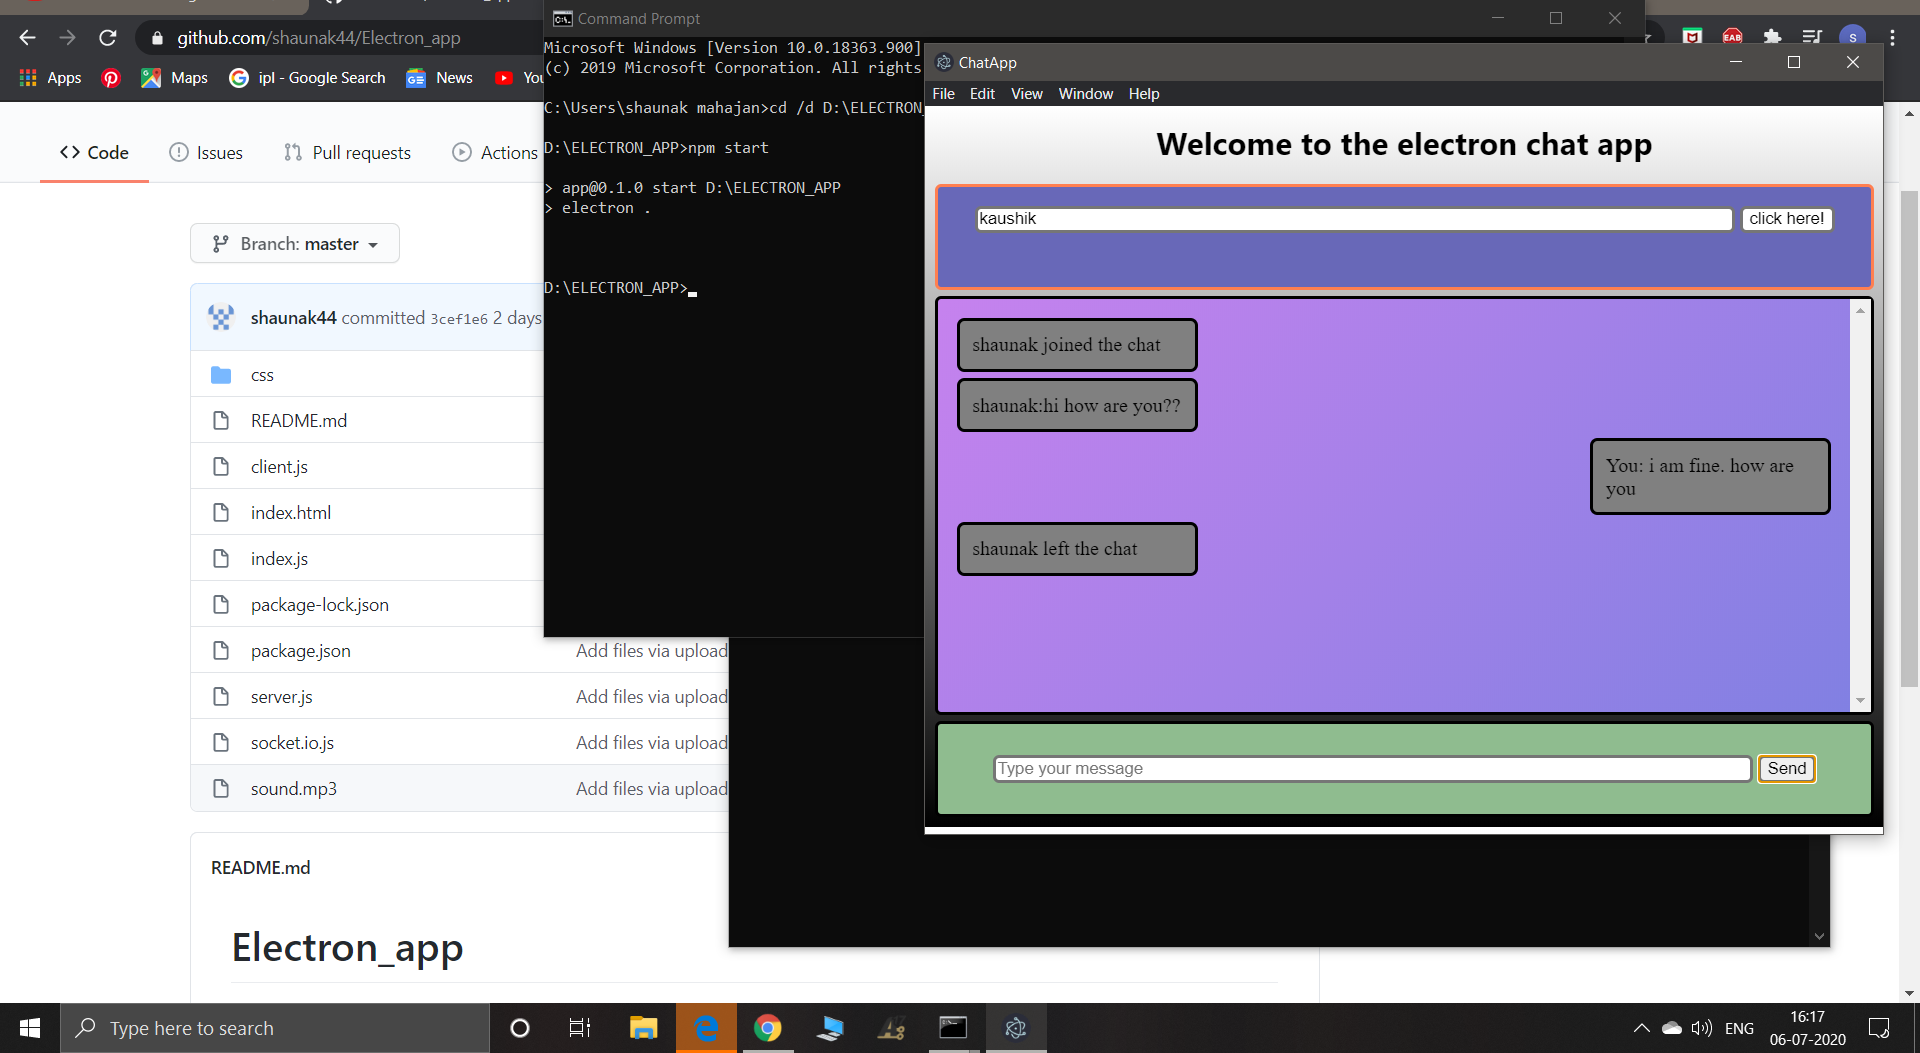 github.com/shaunak44/Electron_app
S
Apps
Maps
ipl - Google Search
News
Code
Issues
Pull requests
Actions
Branch: master
shaunak44 committed 3cef1e6 2 days
css
README.md
client.js
index.html
index.js
package-lock.json
package.json
Add files via upload
server.js
Add files via upload
socket.io.js
Add files via upload
sound.mp3
Add files via upload
README.md
Electron_app
Command Prompt
Microsoft Windows [Version 10.0.18363.900]
(c) 2019 Microsoft Corporation. All rights
C:\Users\shaunak mahajan>cd /d D:\ELECTRON_
D:\ELECTRON_APP>npm start
> app@0.1.0 start D:\ELECTRON_APP
> electron .
D:\ELECTRON_APP>
ChatApp
File Edit View Window Help
Welcome to the electron chat app
kaushik
click here!
shaunak joined the chat
shaunak:hi how are you??
You: i am fine. how are
you
shaunak left the chat
Type your message
Send
Type here to search
ENG
16:17
06-07-2020